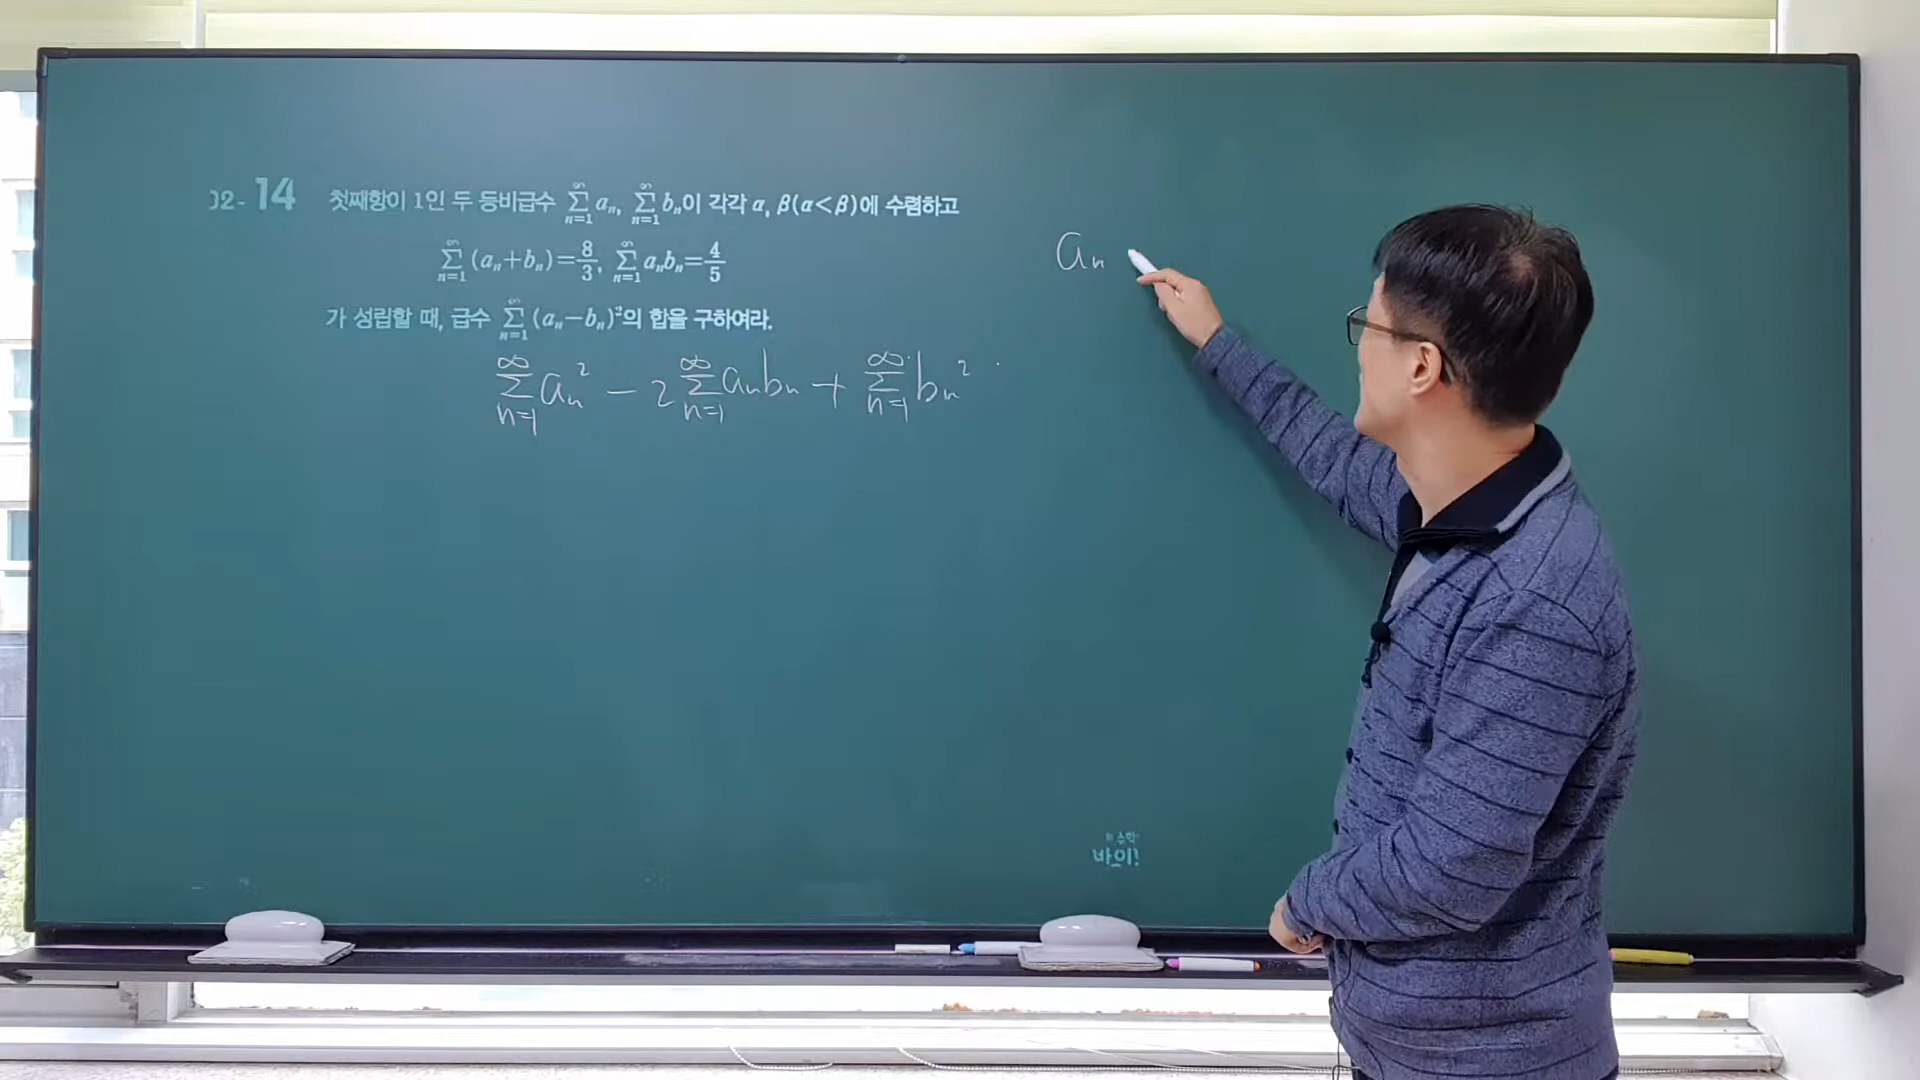 02-14 첫째항이 1인 두 등비급수 ∑_{n=1}^{∞} a_n, ∑_{n=1}^{∞} b_n이 각각 α, β(α<β)에 수렴하고
∑_{n=1}^{∞} (a_n+b_n)=8/3, ∑_{n=1}^{∞} a_n b_n=4/5
가 성립할 때, 급수 ∑_{n=1}^{∞} (a_n−b_n)²의 합을 구하여라.
∑_{n=1}^{∞} a_n² − 2 ∑_{n=1}^{∞} a_n b_n + ∑_{n=1}^{∞} b_n²
a_n
바이!